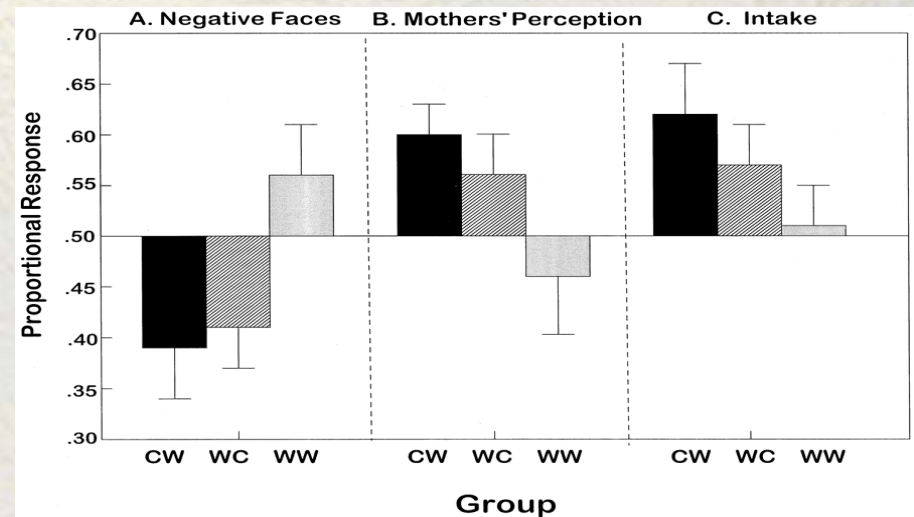 A. Negative Faces B. Mothers' Perception C. Intake
Proportional Response
.70
.65
.60
.55
.50
.45
.40
.35
.30
CW WC WW CW WC WW CW WC WW
Group